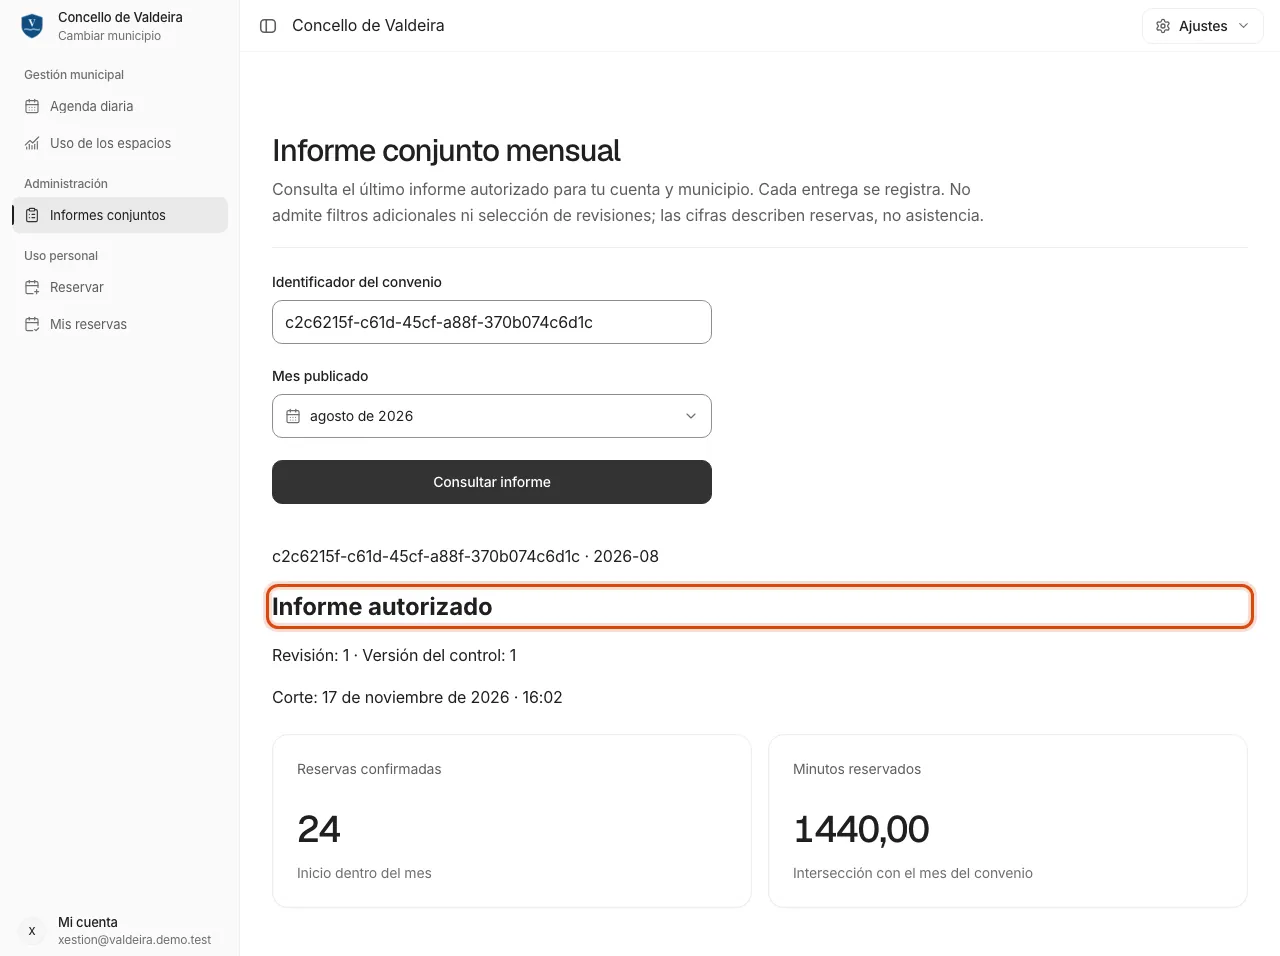 Concello de Valdeira
Cambiar municipio
Gestión municipal
Agenda diaria
Uso de los espacios
Administración
Informes conjuntos
Uso personal
Reservar
Mis reservas
X
Mi cuenta
xestion@valdeira.demo.test
Concello de Valdeira
Ajustes
Informe conjunto mensual
Consulta el último informe autorizado para tu cuenta y municipio. Cada entrega se registra. No
admite filtros adicionales ni selección de revisiones; las cifras describen reservas, no asistencia.
Identificador del convenio
c2c6215f-c61d-45cf-a88f-370b074c6d1c
Mes publicado
agosto de 2026
Consultar informe
c2c6215f-c61d-45cf-a88f-370b074c6d1c · 2026-08
Informe autorizado
Revisión: 1 · Versión del control: 1
Corte: 17 de noviembre de 2026 · 16:02
Reservas confirmadas
24
Inicio dentro del mes
Minutos reservados
1440,00
Intersección con el mes del convenio